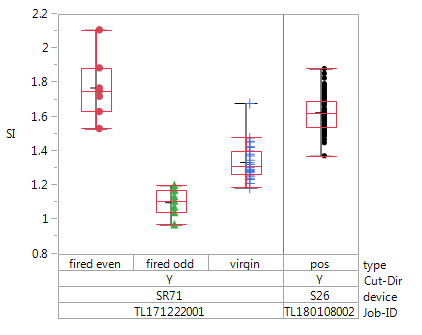 2.2
2
1.8
1.6
SI
1.4
1.2
1
0.8
fired even fired odd virgin pos type
Y Y Cut-Dir
SR71 S26 device
TL171222001 TL180108002 Job-ID